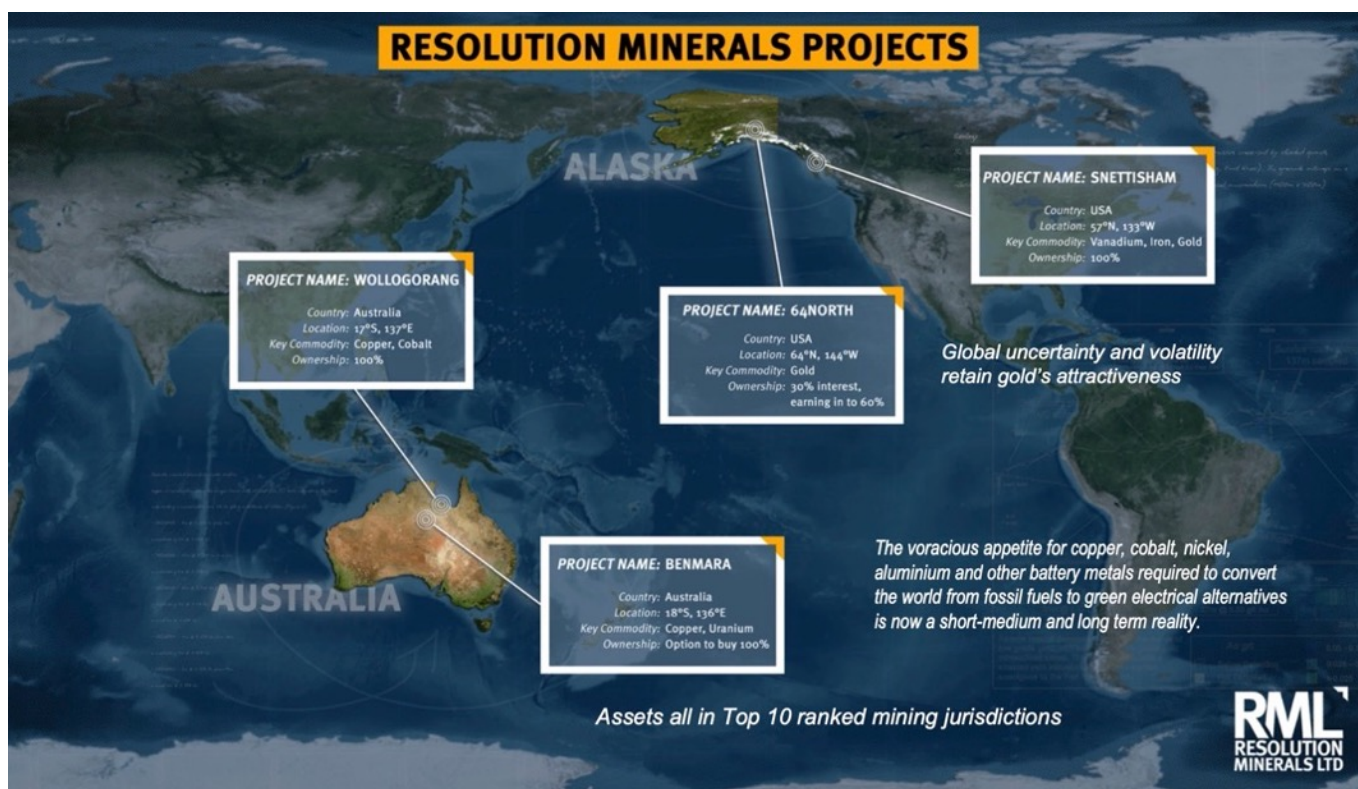 RESOLUTION MINERALS PROJECTS
ALASKA
PROJECT NAME: SNETTISHAM
Country: USA
Location: 57°N, 133°W
Key Commodity: Vanadium, Iron, Gold
Ownership: 100%
PROJECT NAME: WOLLOGORANG
Country: Australia
Location: 17°S, 137°E
Key Commodity: Copper, Cobalt
Ownership: 100%
PROJECT NAME: 64NORTH
Country: USA
Location: 64°N, 144°W
Key Commodity: Gold
Ownership: 30% interest,
earning in to 60%
Global uncertainty and volatility
retain gold's attractiveness
AUSTRALIA
PROJECT NAME: BENMARA
Country: Australia
Location: 18°S, 136°E
Key Commodity: Copper, Uranium
Ownership: Option to buy 100%
The voracious appetite for copper, cobalt, nickel,
aluminium and other battery metals required to convert
the world from fossil fuels to green electrical alternatives
is now a short-medium and long term reality.
Assets all in Top 10 ranked mining jurisdictions
RML
RESOLUTION
MINERALS LTD